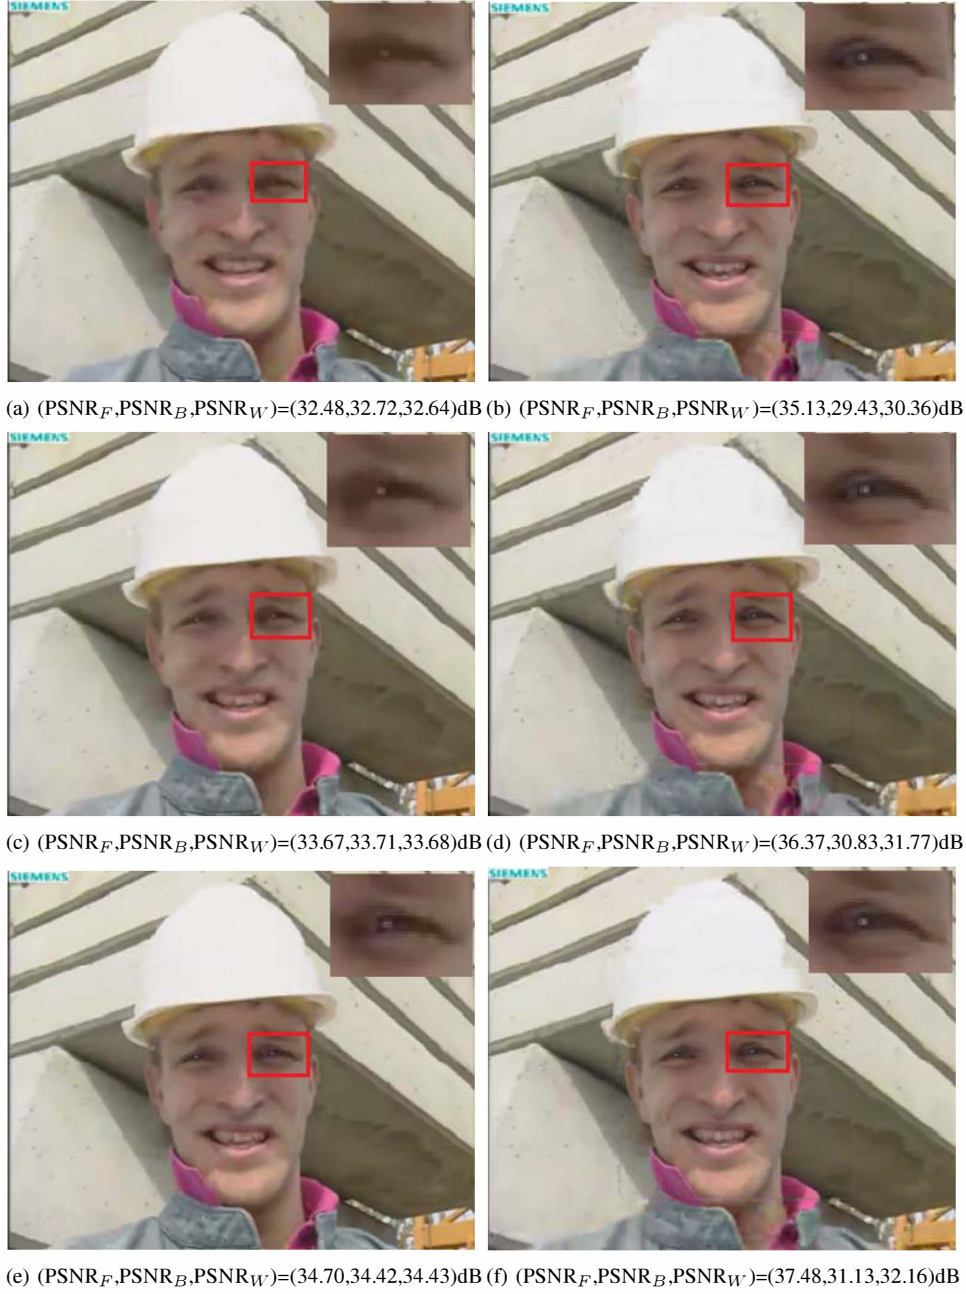 SIEMENS SIEMENS
(a) (PSNR_F,PSNR_B,PSNR_W)=(32.48,32.72,32.64)dB (b) (PSNR_F,PSNR_B,PSNR_W)=(35.13,29.43,30.36)dB
SIEMENS SIEMENS
(c) (PSNR_F,PSNR_B,PSNR_W)=(33.67,33.71,33.68)dB (d) (PSNR_F,PSNR_B,PSNR_W)=(36.37,30.83,31.77)dB
SIEMENS SIEMENS
(e) (PSNR_F,PSNR_B,PSNR_W)=(34.70,34.42,34.43)dB (f) (PSNR_F,PSNR_B,PSNR_W)=(37.48,31.13,32.16)dB